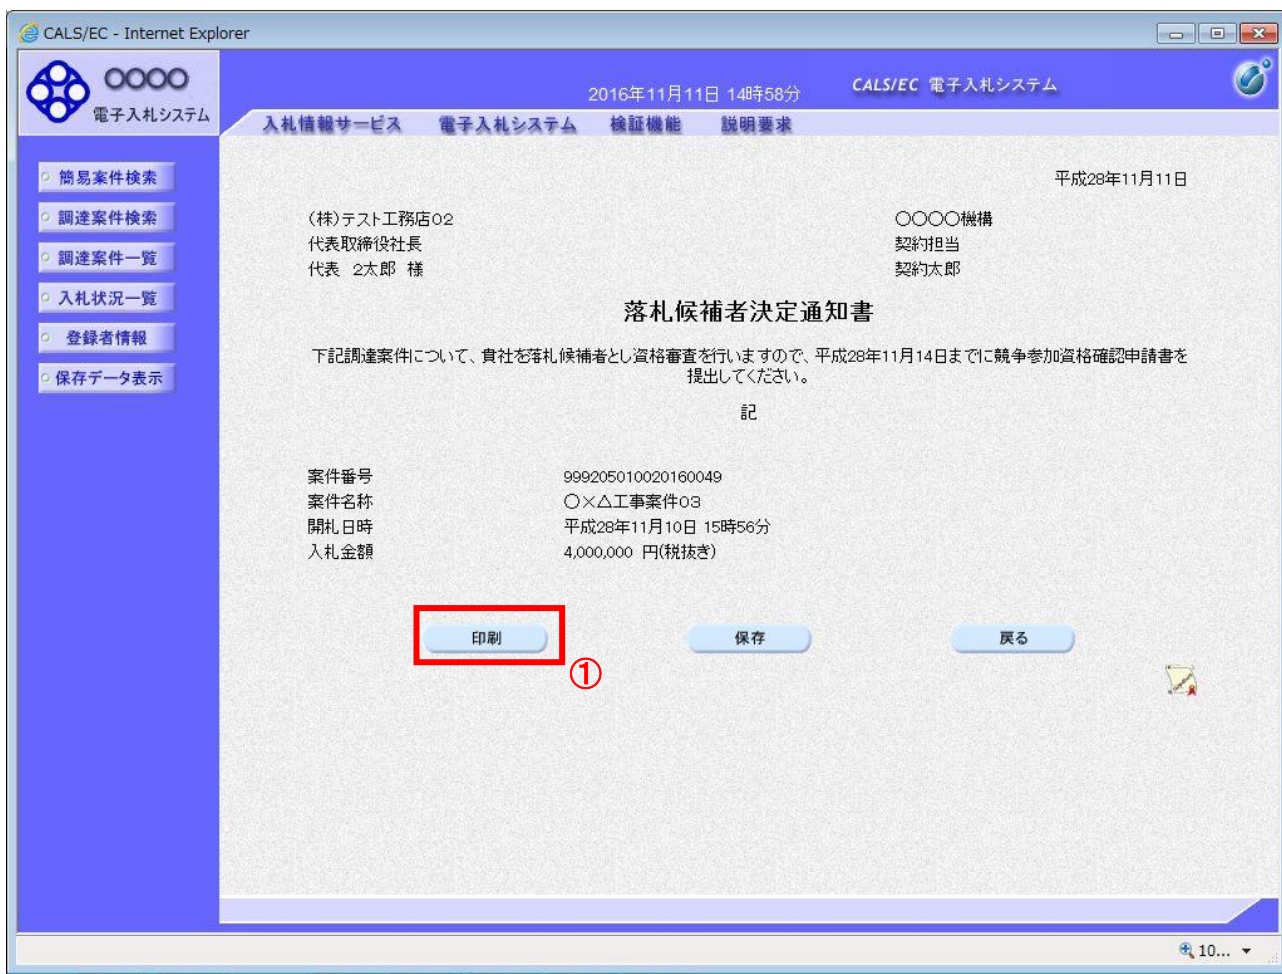 CALS/EC - Internet Explorer
〇〇〇〇
電子入札システム
2016年11月11日 14時58分
CALS/EC 電子入札システム
入札情報サービス 電子入札システム 検証機能 説明要求
簡易案件検索
調達案件検索
調達案件一覧
入札状況一覧
登録者情報
保存データ表示
平成28年11月11日
(株)テスト工務店02
代表取締役社長
代表 2太郎 様
〇〇〇〇機構
契約担当
契約太郎
落札候補者決定通知書
下記調達案件について、貴社を落札候補者とし資格審査を行いますので、平成28年11月14日までに競争参加資格確認申請書を
提出してください。
記
案件番号 999205010020160049
案件名称 〇×△工事案件03
開札日時 平成28年11月10日 15時56分
入札金額 4,000,000 円(税抜き)
印刷 保存 戻る
①
10...